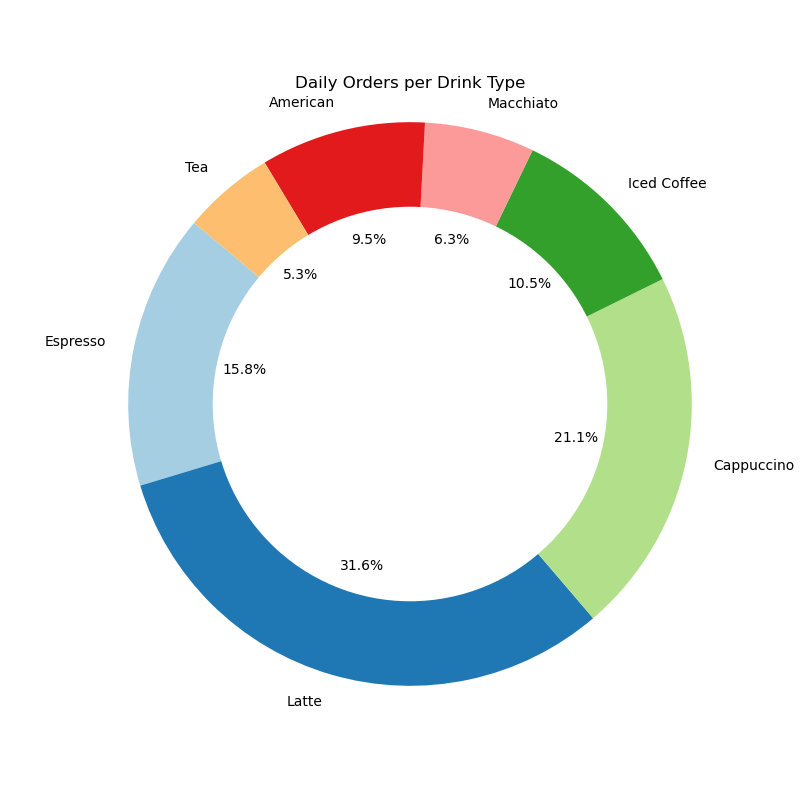 Daily Orders per Drink Type
American
Macchiato
Tea
Iced Coffee
9.5%
6.3%
5.3%
10.5%
Espresso
15.8%
21.1%
Cappuccino
31.6%
Latte